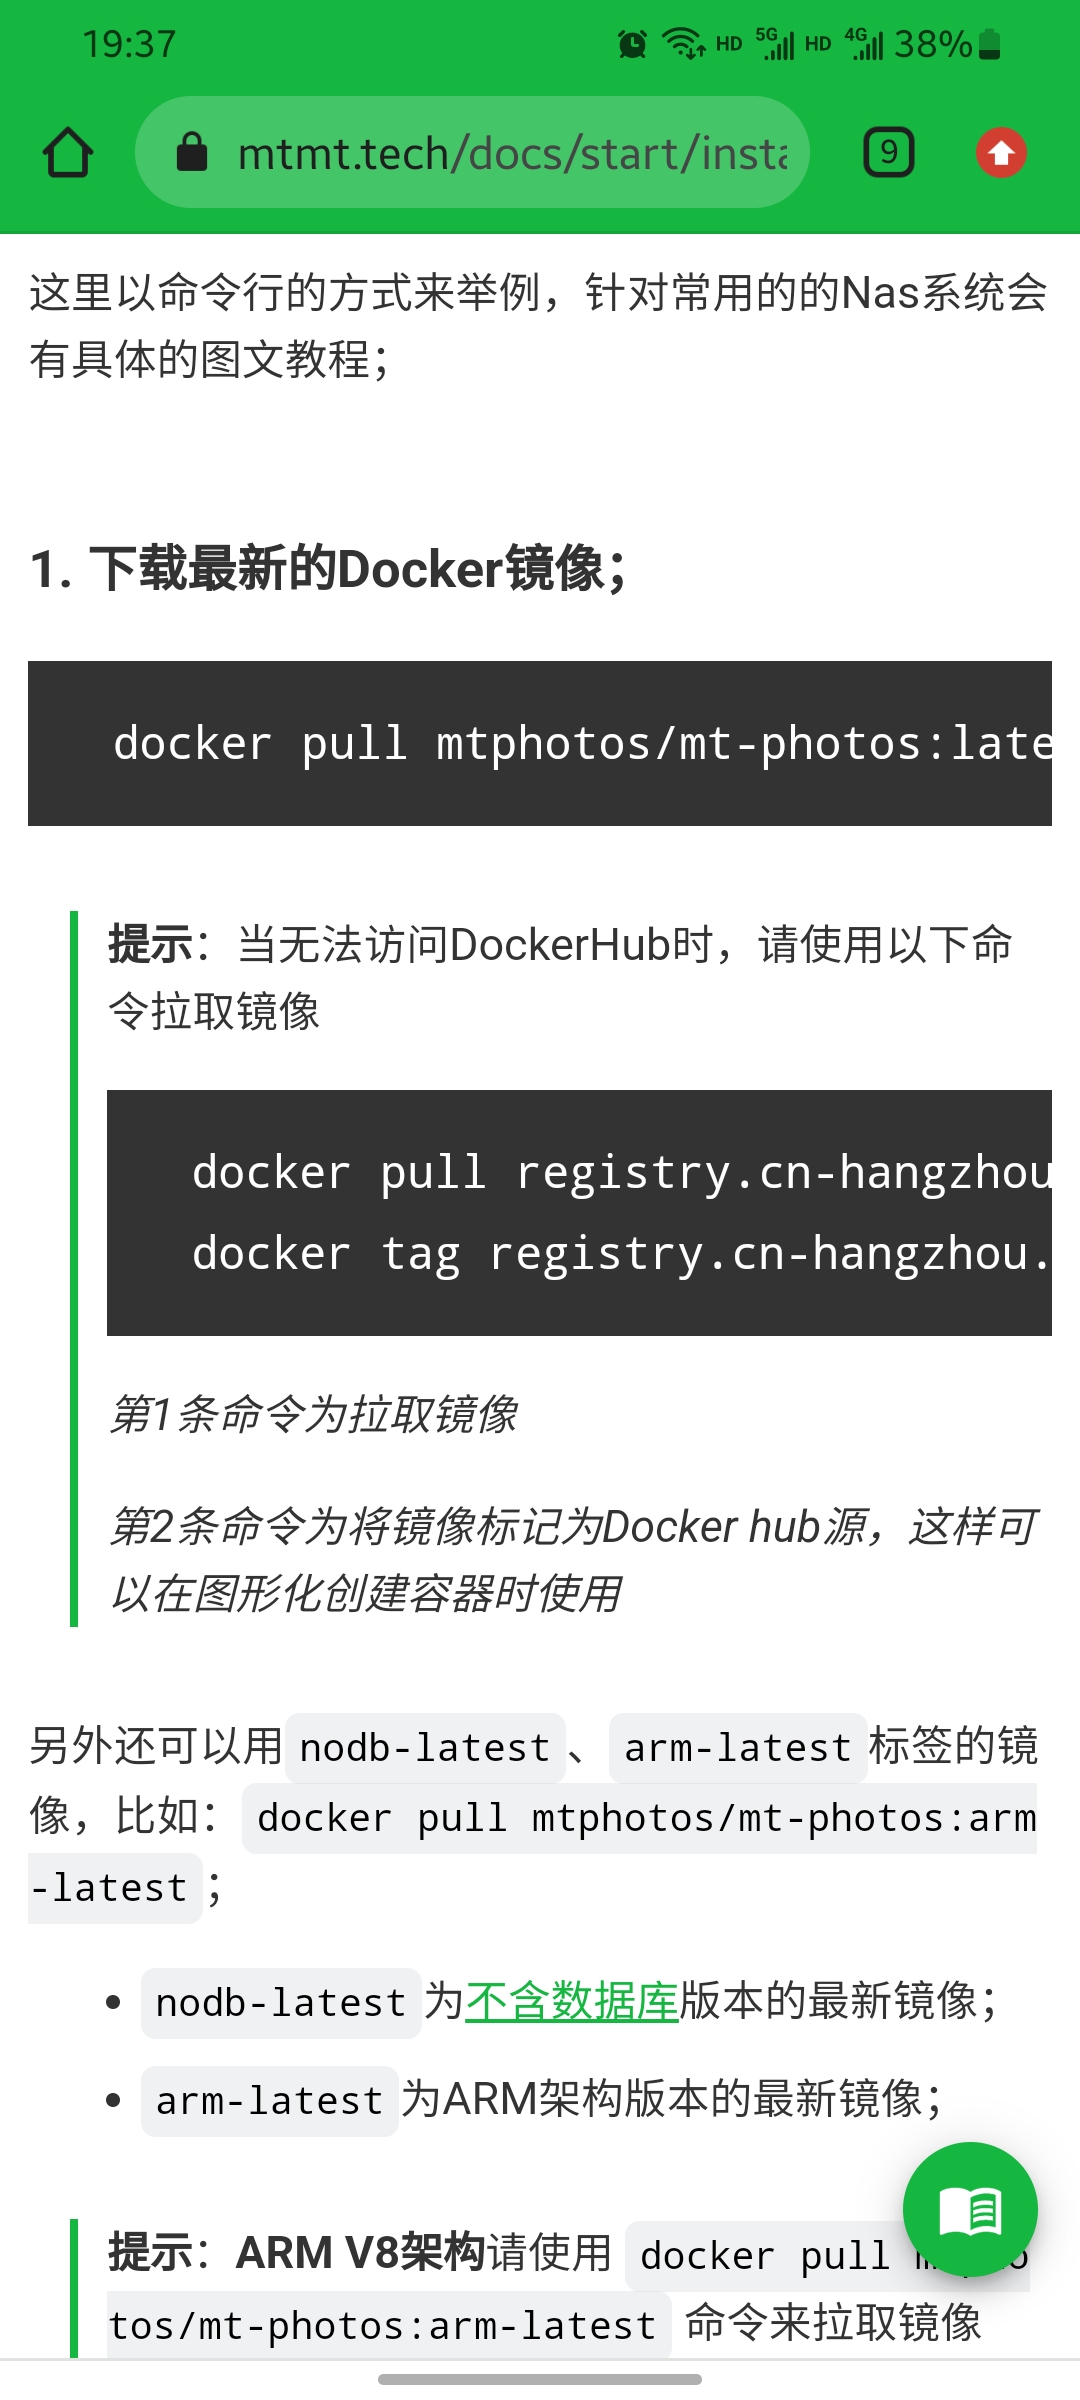 19:37
HD 5G HD 4G 38%
mtmt.tech/docs/start/insta
9
这里以命令行的方式来举例，针对常用的的Nas系统会
有具体的图文教程；
1. 下载最新的Docker镜像；
docker pull mtphotos/mt-photos:late
提示：当无法访问DockerHub时，请使用以下命
令拉取镜像
docker pull registry.cn-hangzhou
docker tag registry.cn-hangzhou.
第1条命令为拉取镜像
第2条命令为将镜像标记为Docker hub源，这样可
以在图形化创建容器时使用
另外还可以用 nodb-latest 、 arm-latest 标签的镜
像，比如： docker pull mtphotos/mt-photos:arm
-latest ；
nodb-latest 为不含数据库版本的最新镜像；
arm-latest 为ARM架构版本的最新镜像；
提示：ARM V8架构请使用 docker pull
tos/mt-photos:arm-latest 命令来拉取镜像